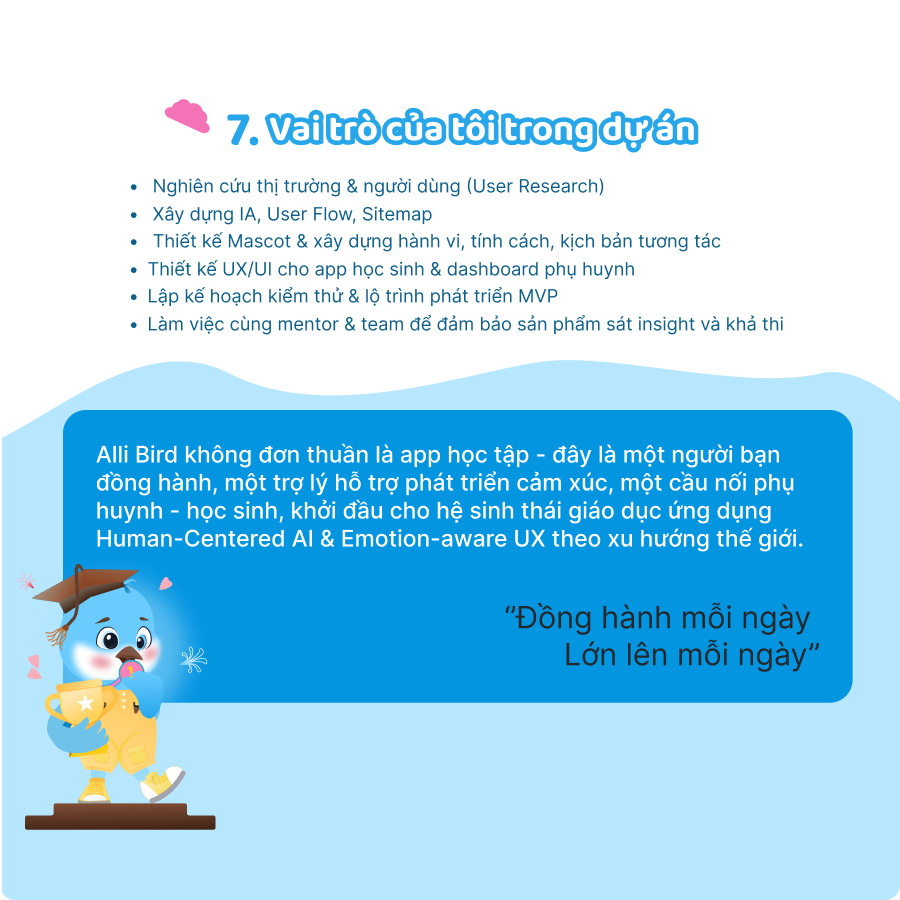 7. Vai trò của tôi trong dự án
• Nghiên cứu thị trường & người dùng (User Research)
• Xây dựng IA, User Flow, Sitemap
• Thiết kế Mascot & xây dựng hành vi, tính cách, kịch bản tương tác
• Thiết kế UX/UI cho app học sinh & dashboard phụ huynh
• Lập kế hoạch kiểm thử & lộ trình phát triển MVP
• Làm việc cùng mentor & team để đảm bảo sản phẩm sát insight và khả thi
Alli Bird không đơn thuần là app học tập - đây là một người bạn
đồng hành, một trợ lý hỗ trợ phát triển cảm xúc, một cầu nối phụ
huynh - học sinh, khởi đầu cho hệ sinh thái giáo dục ứng dụng
Human-Centered AI & Emotion-aware UX theo xu hướng thế giới.
“Đồng hành mỗi ngày
Lớn lên mỗi ngày”
1